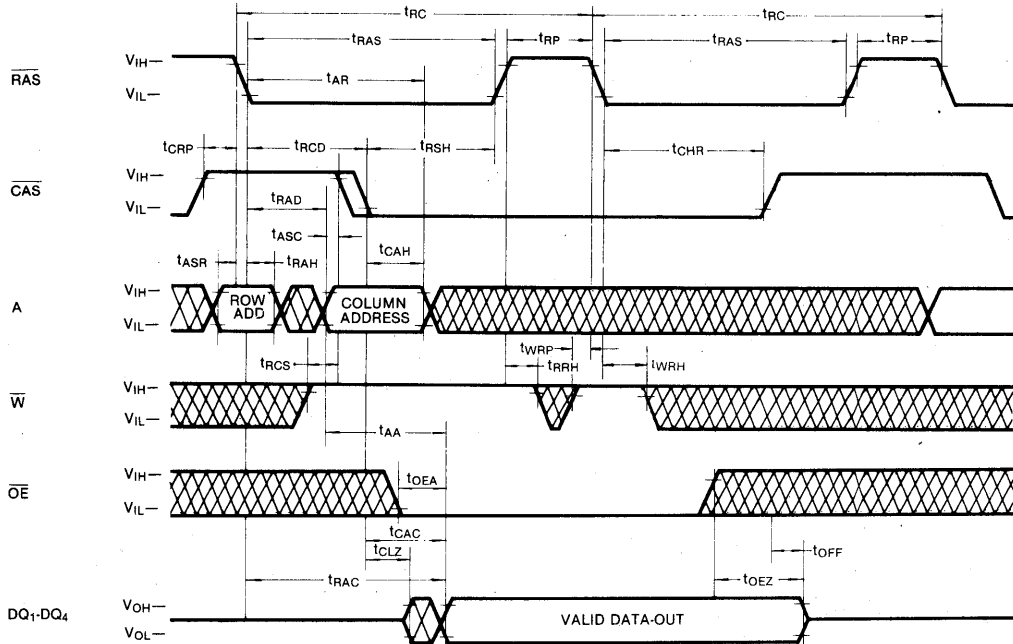 tRC tRC
tRAS tRP tRAS tRP
RAS VIH tAR
VIL
tCRP tRCD tRSH tCHR
CAS VIH
VIL tRAD
tASC
tASR tRAH tCAH
A VIH ROW ADD COLUMN ADDRESS
VIL
tRCS tWRP tRRH tWRH
W VIH
VIL
tAA
OE VIH tOEA
VIL
tCAC
tCLZ tOFF
tRAC tOEZ
DQ1-DQ4 VOH VALID DATA-OUT
VOL